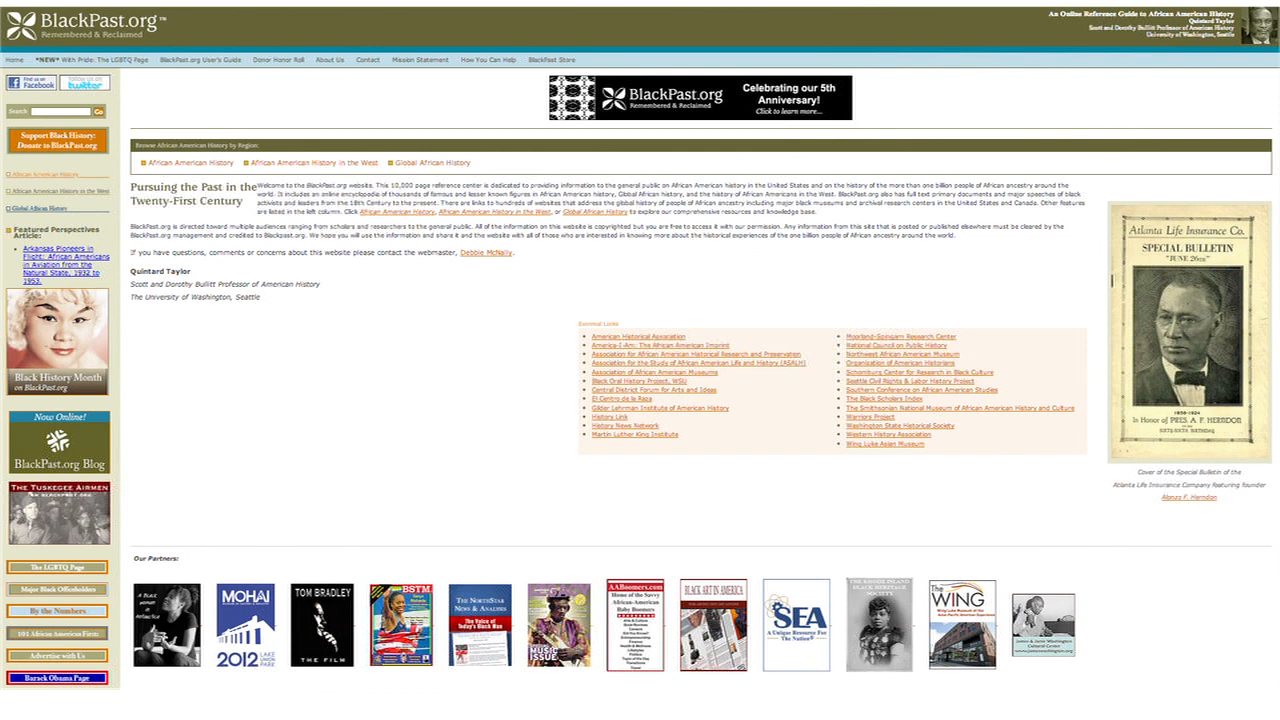 BlackPast.org™
Remembered & Reclaimed
An Online Reference Guide to African American History
Quintard Taylor
Scott and Dorothy Bullitt Professor of American History
University of Washington, Seattle
Home *NEW* With Pride: The LGBTQ Page BlackPast.org User's Guide Donor Honor Roll About Us Contact Mission Statement How You Can Help BlackPast Store
Find us on
Facebook
follow us on
twitter
Search Go
Support Black History:
Donate to BlackPast.org
African American History
African American History in the West
Global African History
Featured Perspectives
Article:
Arkansas Pioneers in
Flight: African Americans
in Aviation from the
Natural State, 1932 to
1953.
Black History Month
on BlackPast.org
Now Online!
BlackPast.org Blog
The Tuskegee Airmen
on blackpast.org
The LGBTQ Page
Major Black Officeholders
By the Numbers
101 African American Firsts
Advertise with Us
Barack Obama Page
BlackPast.org
Remembered & Reclaimed
Celebrating our 5th
Anniversary!
Click to learn more...
Browse African American History by Region:
African American History African American History in the West Global African History
Pursuing the Past in the
Twenty-First Century
Welcome to the BlackPast.org website. This 10,000 page reference center is dedicated to providing information to the general public on African American history in the United States and on the history of the more than one billion people of African ancestry around the
world. It includes an online encyclopedia of thousands of famous and lesser known figures in African American history, Global African history, and the history of African Americans in the West. BlackPast.org also has full text primary documents and major speeches of black
activists and leaders from the 18th Century to the present. There are links to hundreds of websites that address the global history of people of African ancestry including major black museums and archival research centers in the United States and Canada. Other features
are listed in the left column. Click African American History, African American History in the West, or Global African History to explore our comprehensive resources and knowledge base.
BlackPast.org is directed toward multiple audiences ranging from scholars and researchers to the general public. All of the information on this website is copyrighted but you are free to access it with our permission. Any information from this site that is posted or published elsewhere must be cleared by the
BlackPast.org management and credited to Blackpast.org. We hope you will use the information and share it and the website with all of those who are interested in knowing more about the historical experiences of the one billion people of African ancestry around the world.
If you have questions, comments or concerns about this website please contact the webmaster, Debbie McNally.
Quintard Taylor
Scott and Dorothy Bullitt Professor of American History
The University of Washington, Seattle
Essential Links
American Historical Association
America-I-Am: The African American Imprint
Association for African American Historical Research and Preservation
Association for the Study of African American Life and History (ASALH)
Association of African American Museums
Black Oral History Project, WSU
Central District Forum for Arts and Ideas
El Centro de la Raza
Gilder Lehrman Institute of American History
History Link
History News Network
Martin Luther King Institute
Moorland-Spingarn Research Center
National Council on Public History
Northwest African American Museum
Organization of American Historians
Schomburg Center for Research in Black Culture
Seattle Civil Rights & Labor History Project
Southern Conference on African American Studies
The Black Scholars Index
The Smithsonian National Museum of African American History and Culture
Warriors Project
Washington State Historical Society
Western History Association
Wing Luke Asian Museum
Atlanta Life Insurance Co.
SPECIAL BULLETIN
"JUNE 26th"
1858-1924
In Honor of PRES. A. F. HERNDON
SIXTY-SIXTH BIRTHDAY
Cover of the Special Bulletin of the
Atlanta Life Insurance Company featuring founder
Alonzo F. Herndon
Our Partners:
A Black
woman in
Antarctica
MOHAI
2012 LAKE
UNION
PARK
TOM BRADLEY
THE FILM
BSTM
The NorthStar
News & Analysis
The Voice of
Today's Black Man
MUSIC
ISSUE
AABoomers.com
Home of the Savvy
African-American
Baby Boomers
BLACK ART IN AMERICA
SEA
A Unique Resource For
The Nation
THE RHODE ISLAND
BLACK HERITAGE
SOCIETY
The
WING
Wing Luke Museum of the
Asian Pacific American Experience
James & Janie Washington
Cultural Center